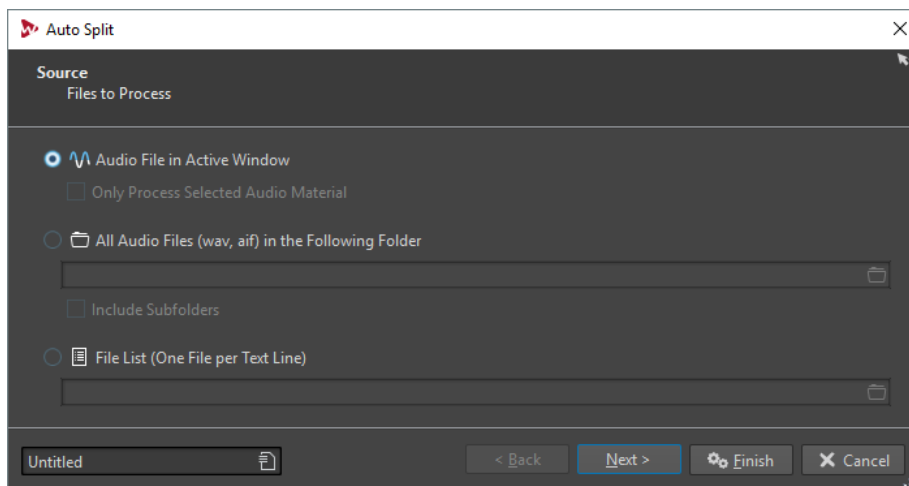 Auto Split
Source
Files to Process
Audio File in Active Window
Only Process Selected Audio Material
All Audio Files (wav, aif) in the Following Folder
Include Subfolders
File List (One File per Text Line)
Untitled
< Back Next > Finish Cancel